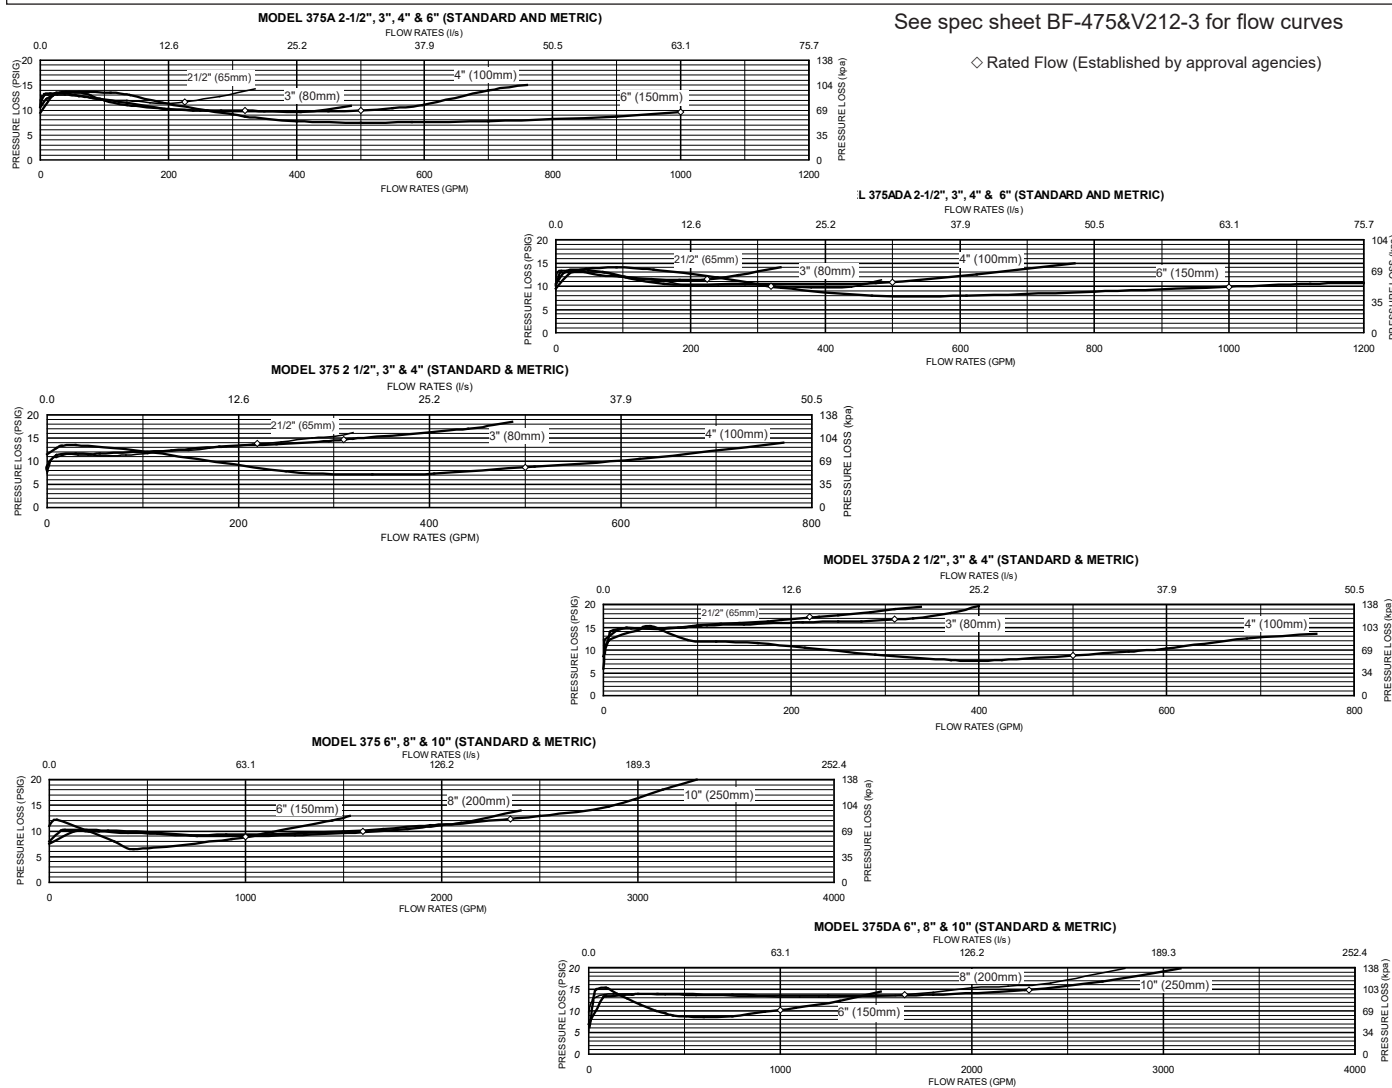 MODEL 375A 2-1/2", 3", 4" & 6" (STANDARD AND METRIC)
See spec sheet BF-475&V212-3 for flow curves
◇ Rated Flow (Established by approval agencies)
FLOW RATES (l/s)
0.0 12.6 25.2 37.9 50.5 63.1 75.7
PRESSURE LOSS (PSIG)
20 15 10 5 0
21/2" (65mm)
3" (80mm)
4" (100mm)
6" (150mm)
138 104 69 35 0
PRESSURE LOSS (kpa)
0 200 400 600 800 1000 1200
FLOW RATES (GPM)
L 375ADA 2-1/2", 3", 4" & 6" (STANDARD AND METRIC)
FLOW RATES (l/s)
0.0 12.6 25.2 37.9 50.5 63.1 75.7
PRESSURE LOSS (PSIG)
20 15 10 5 0
21/2" (65mm)
3" (80mm)
4" (100mm)
6" (150mm)
104 69 35 0
0 200 400 600 800 1000 1200
FLOW RATES (GPM)
MODEL 375 2 1/2", 3" & 4" (STANDARD & METRIC)
FLOW RATES (l/s)
0.0 12.6 25.2 37.9 50.5
PRESSURE LOSS (PSIG)
20 15 10 5 0
21/2" (65mm)
3" (80mm)
4" (100mm)
138 104 69 35 0
PRESSURE LOSS (kpa)
0 200 400 600 800
FLOW RATES (GPM)
MODEL 375DA 2 1/2", 3" & 4" (STANDARD & METRIC)
FLOW RATES (l/s)
0.0 12.6 25.2 37.9 50.5
PRESSURE LOSS (PSIG)
20 15 10 5 0
21/2" (65mm)
3" (80mm)
4" (100mm)
138 103 69 34 0
PRESSURE LOSS (kpa)
0 200 400 600 800
FLOW RATES (GPM)
MODEL 375 6", 8" & 10" (STANDARD & METRIC)
FLOW RATES (l/s)
0.0 63.1 126.2 189.3 252.4
PRESSURE LOSS (PSIG)
20 15 10 5 0
6" (150mm)
8" (200mm)
10" (250mm)
138 104 69 35 0
PRESSURE LOSS (kpa)
0 1000 2000 3000 4000
FLOW RATES (GPM)
MODEL 375DA 6", 8" & 10" (STANDARD & METRIC)
FLOW RATES (l/s)
0.0 63.1 126.2 189.3 252.4
PRESSURE LOSS (PSIG)
20 15 10 5 0
8" (200mm)
10" (250mm)
6" (150mm)
138 103 69 34 0
PRESSURE LOSS (kpa)
0 1000 2000 3000 4000
FLOW RATES (GPM)